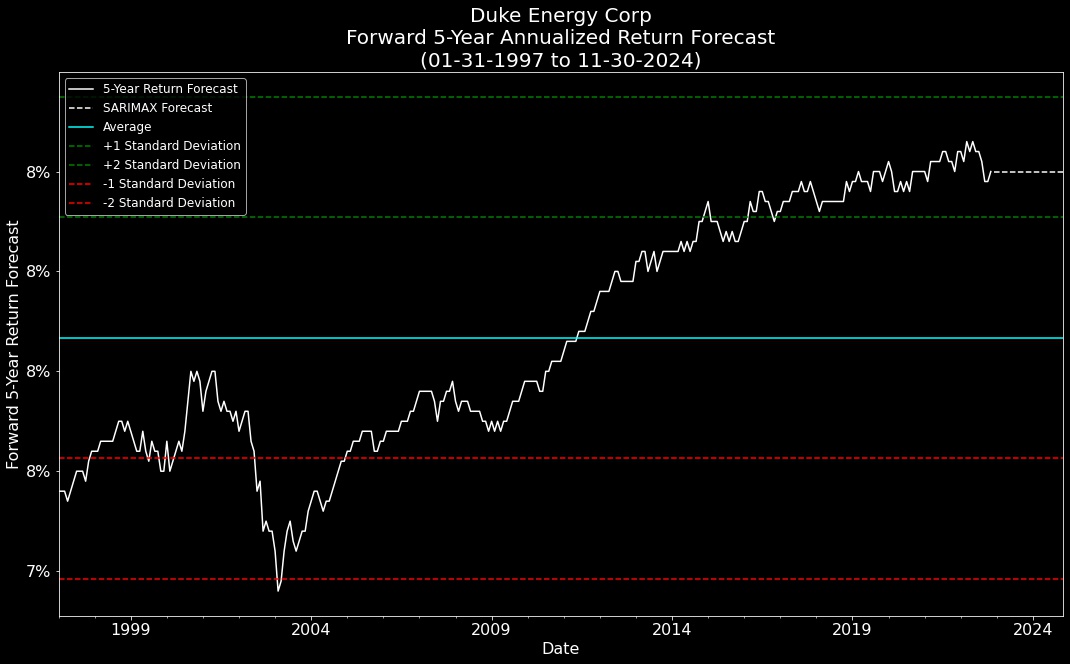 Duke Energy Corp
Forward 5-Year Annualized Return Forecast
(01-31-1997 to 11-30-2024)
5-Year Return Forecast
SARIMAX Forecast
Average
+1 Standard Deviation
+2 Standard Deviation
-1 Standard Deviation
-2 Standard Deviation
Forward 5-Year Return Forecast
8%
8%
8%
8%
7%
1999 2004 2009 2014 2019 2024
Date